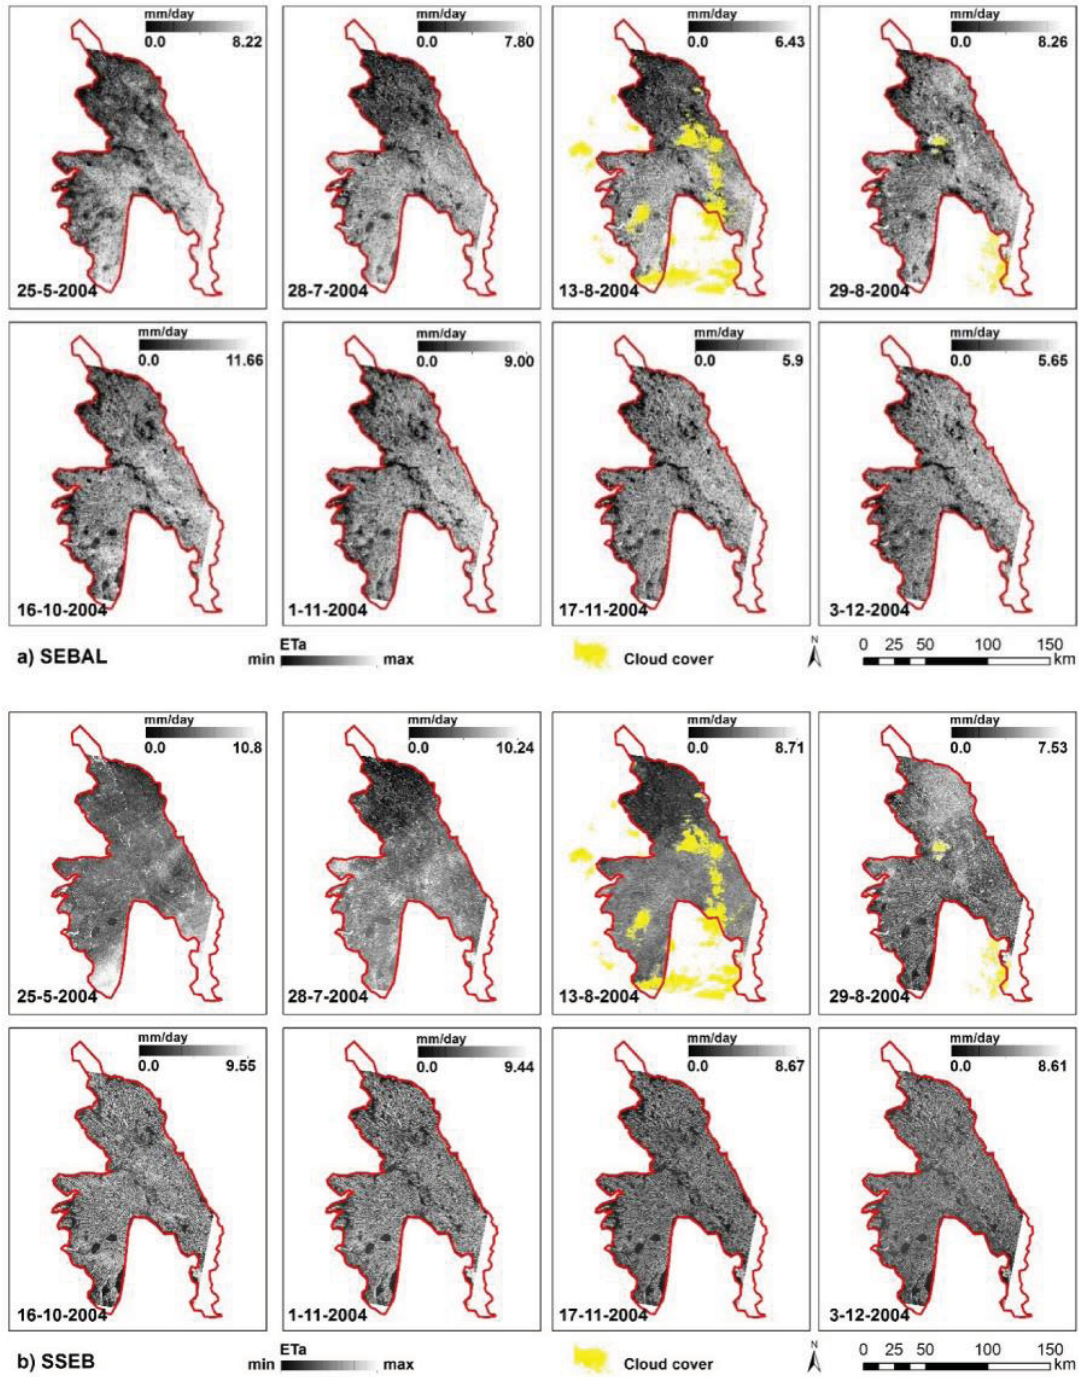 mm/day mm/day mm/day mm/day
0.0 8.22 0.0 7.80 0.0 6.43 0.0 8.26
25-5-2004 28-7-2004 13-8-2004 29-8-2004
mm/day mm/day mm/day mm/day
0.0 11.66 0.0 9.00 0.0 5.9 0.0 5.65
16-10-2004 1-11-2004 17-11-2004 3-12-2004
a) SEBAL ETa min max Cloud cover N 0 25 50 100 150 km
mm/day mm/day mm/day mm/day
0.0 10.8 0.0 10.24 0.0 8.71 0.0 7.53
25-5-2004 28-7-2004 13-8-2004 29-8-2004
mm/day mm/day mm/day mm/day
0.0 9.55 0.0 9.44 0.0 8.67 0.0 8.61
16-10-2004 1-11-2004 17-11-2004 3-12-2004
b) SSEB ETa min max Cloud cover N 0 25 50 100 150 km